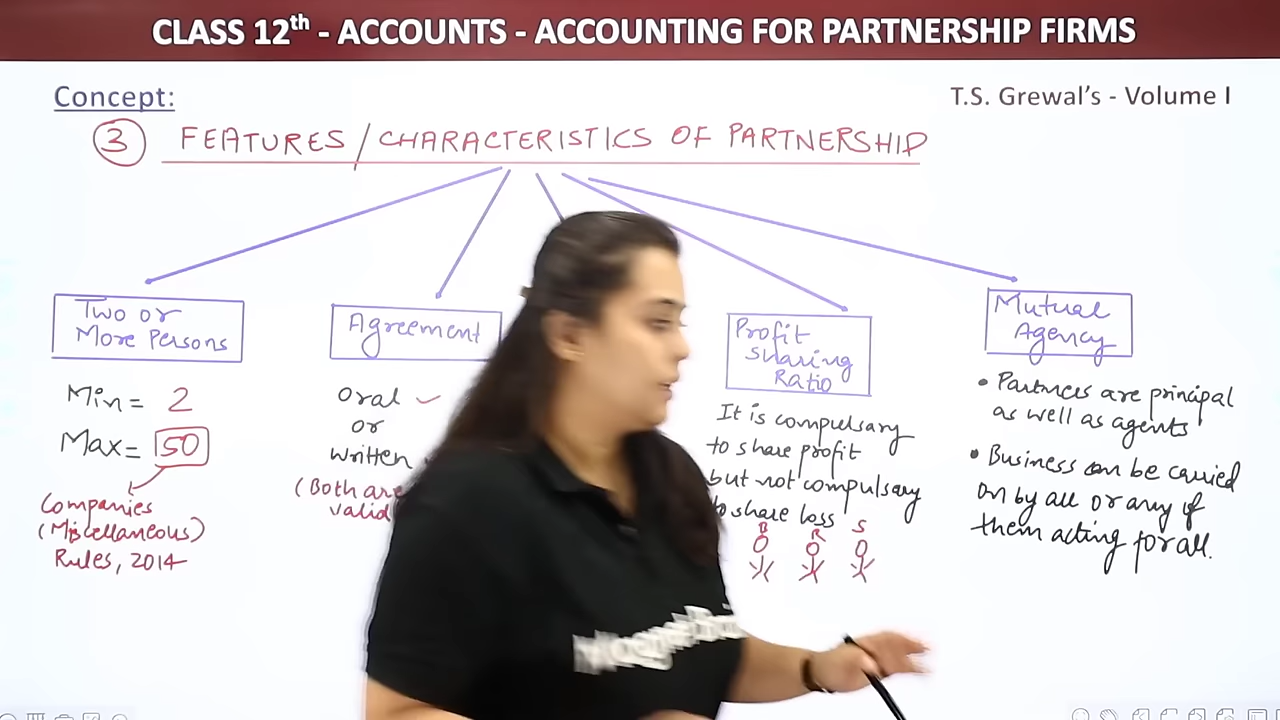 CLASS 12th - ACCOUNTS - ACCOUNTING FOR PARTNERSHIP FIRMS
Concept:
T.S. Grewal's - Volume I
3 FEATURES/CHARACTERISTICS OF PARTNERSHIP
Two or
More Persons
Min = 2
Max = 50
Companies
(Miscellaneous)
Rules, 2014
Agreement
Oral
or
written
(Both are
valid
Profit
Sharing
Ratio
It is compulsary
to share profit
but not compulsary
to share loss
B R S
Mutual
Agency
• Partners are principal
as well as agents
• Business can be carried
on by all or any of
them acting for all.